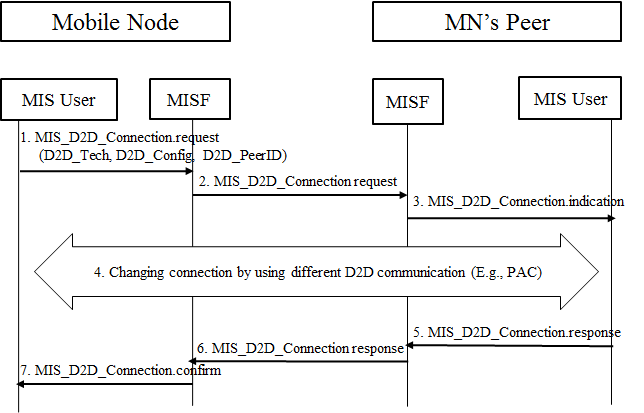 Mobile Node
MN's Peer
MIS User
MISF
MISF
MIS User
1. MIS_D2D_Connection.request
(D2D_Tech, D2D_Config, D2D_PeerID)
2. MIS_D2D_Connection request
3. MIS_D2D_Connection.indication
4. Changing connection by using different D2D communication (E.g., PAC)
5. MIS_D2D_Connection.response
6. MIS_D2D_Connection response
7. MIS_D2D_Connection.confirm